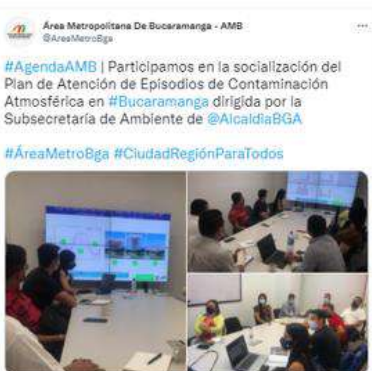 Área Metropolitana De Bucaramanga - AMB
@AreaMetroBga
#AgendaAMB | Participamos en la socialización del
Plan de Atención de Episodios de Contaminación
Atmosférica en #Bucaramanga dirigida por la
Subsecretaría de Ambiente de @AlcaldiaBGA
#ÁreaMetroBga #CiudadRegiónParaTodos